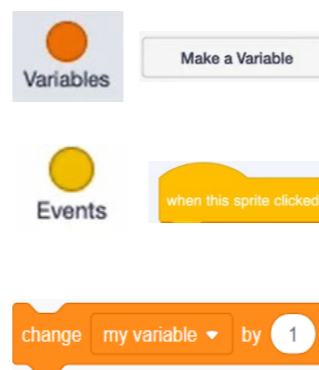 Make a Variable
Variables
when this sprite clicked
Events
change my variable by 1